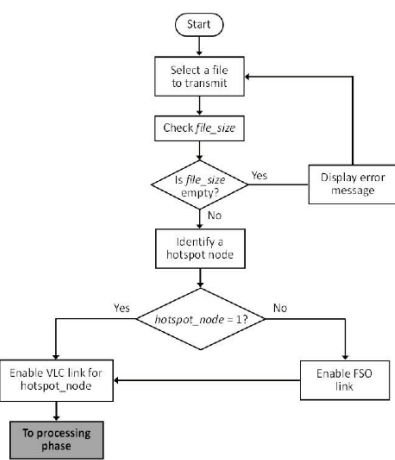 Start
Select a file
to transmit
Check file_size
Is file_size
empty?
Yes
Display error
message
No
Identify a
hotspot node
Yes
hotspot_node = 1?
No
Enable VLC link for
hotspot_node
Enable FSO
link
To processing
phase